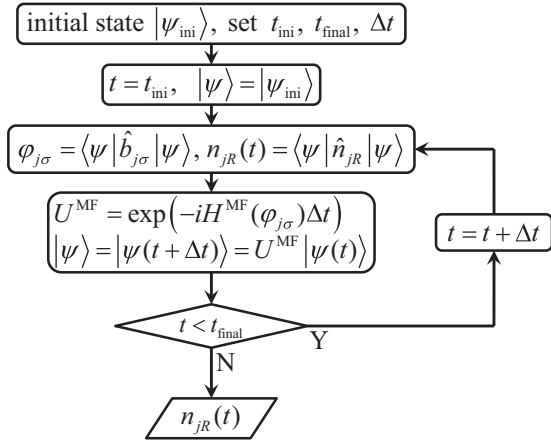 initial state |ψ_ini⟩, set t_ini, t_final, Δt
t = t_ini, |ψ⟩ = |ψ_ini⟩
φ_jσ = ⟨ψ|b̂_jσ|ψ⟩, n_jR(t) = ⟨ψ|n̂_jR|ψ⟩
U^MF = exp(−iH^MF(φ_jσ)Δt)
|ψ⟩ = |ψ(t + Δt)⟩ = U^MF |ψ(t)⟩
t = t + Δt
t < t_final
Y
N
n_jR(t)